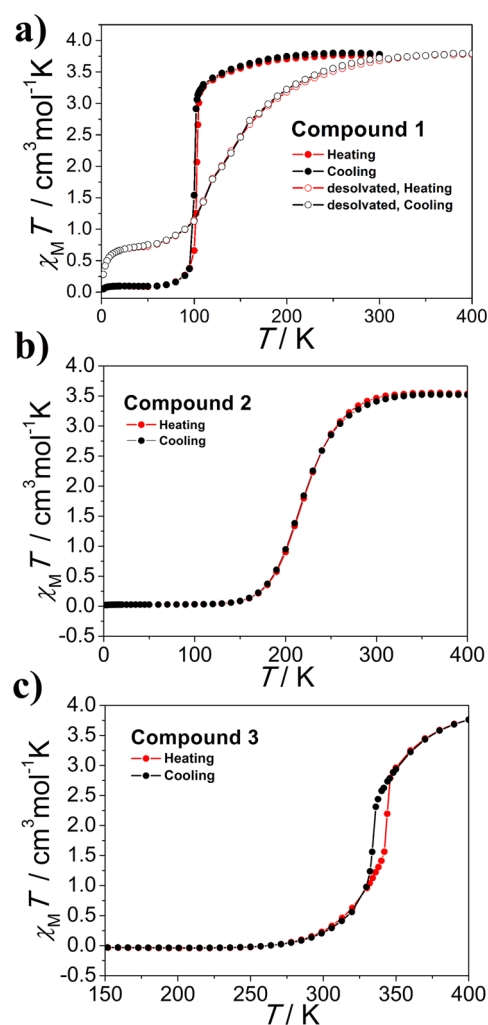 a)
4.0
3.5
3.0
2.5
2.0
1.5
1.0
0.5
0.0
χM T / cm3mol-1K
Compound 1
Heating
Cooling
desolvated, Heating
desolvated, Cooling
0 100 200 300 400
T / K
b)
4.0
3.5
3.0
2.5
2.0
1.5
1.0
0.5
0.0
-0.5
χM T / cm3mol-1K
Compound 2
Heating
Cooling
0 100 200 300 400
T / K
c)
4.0
3.5
3.0
2.5
2.0
1.5
1.0
0.5
0.0
-0.5
χM T / cm3mol-1K
Compound 3
Heating
Cooling
150 200 250 300 350 400
T / K